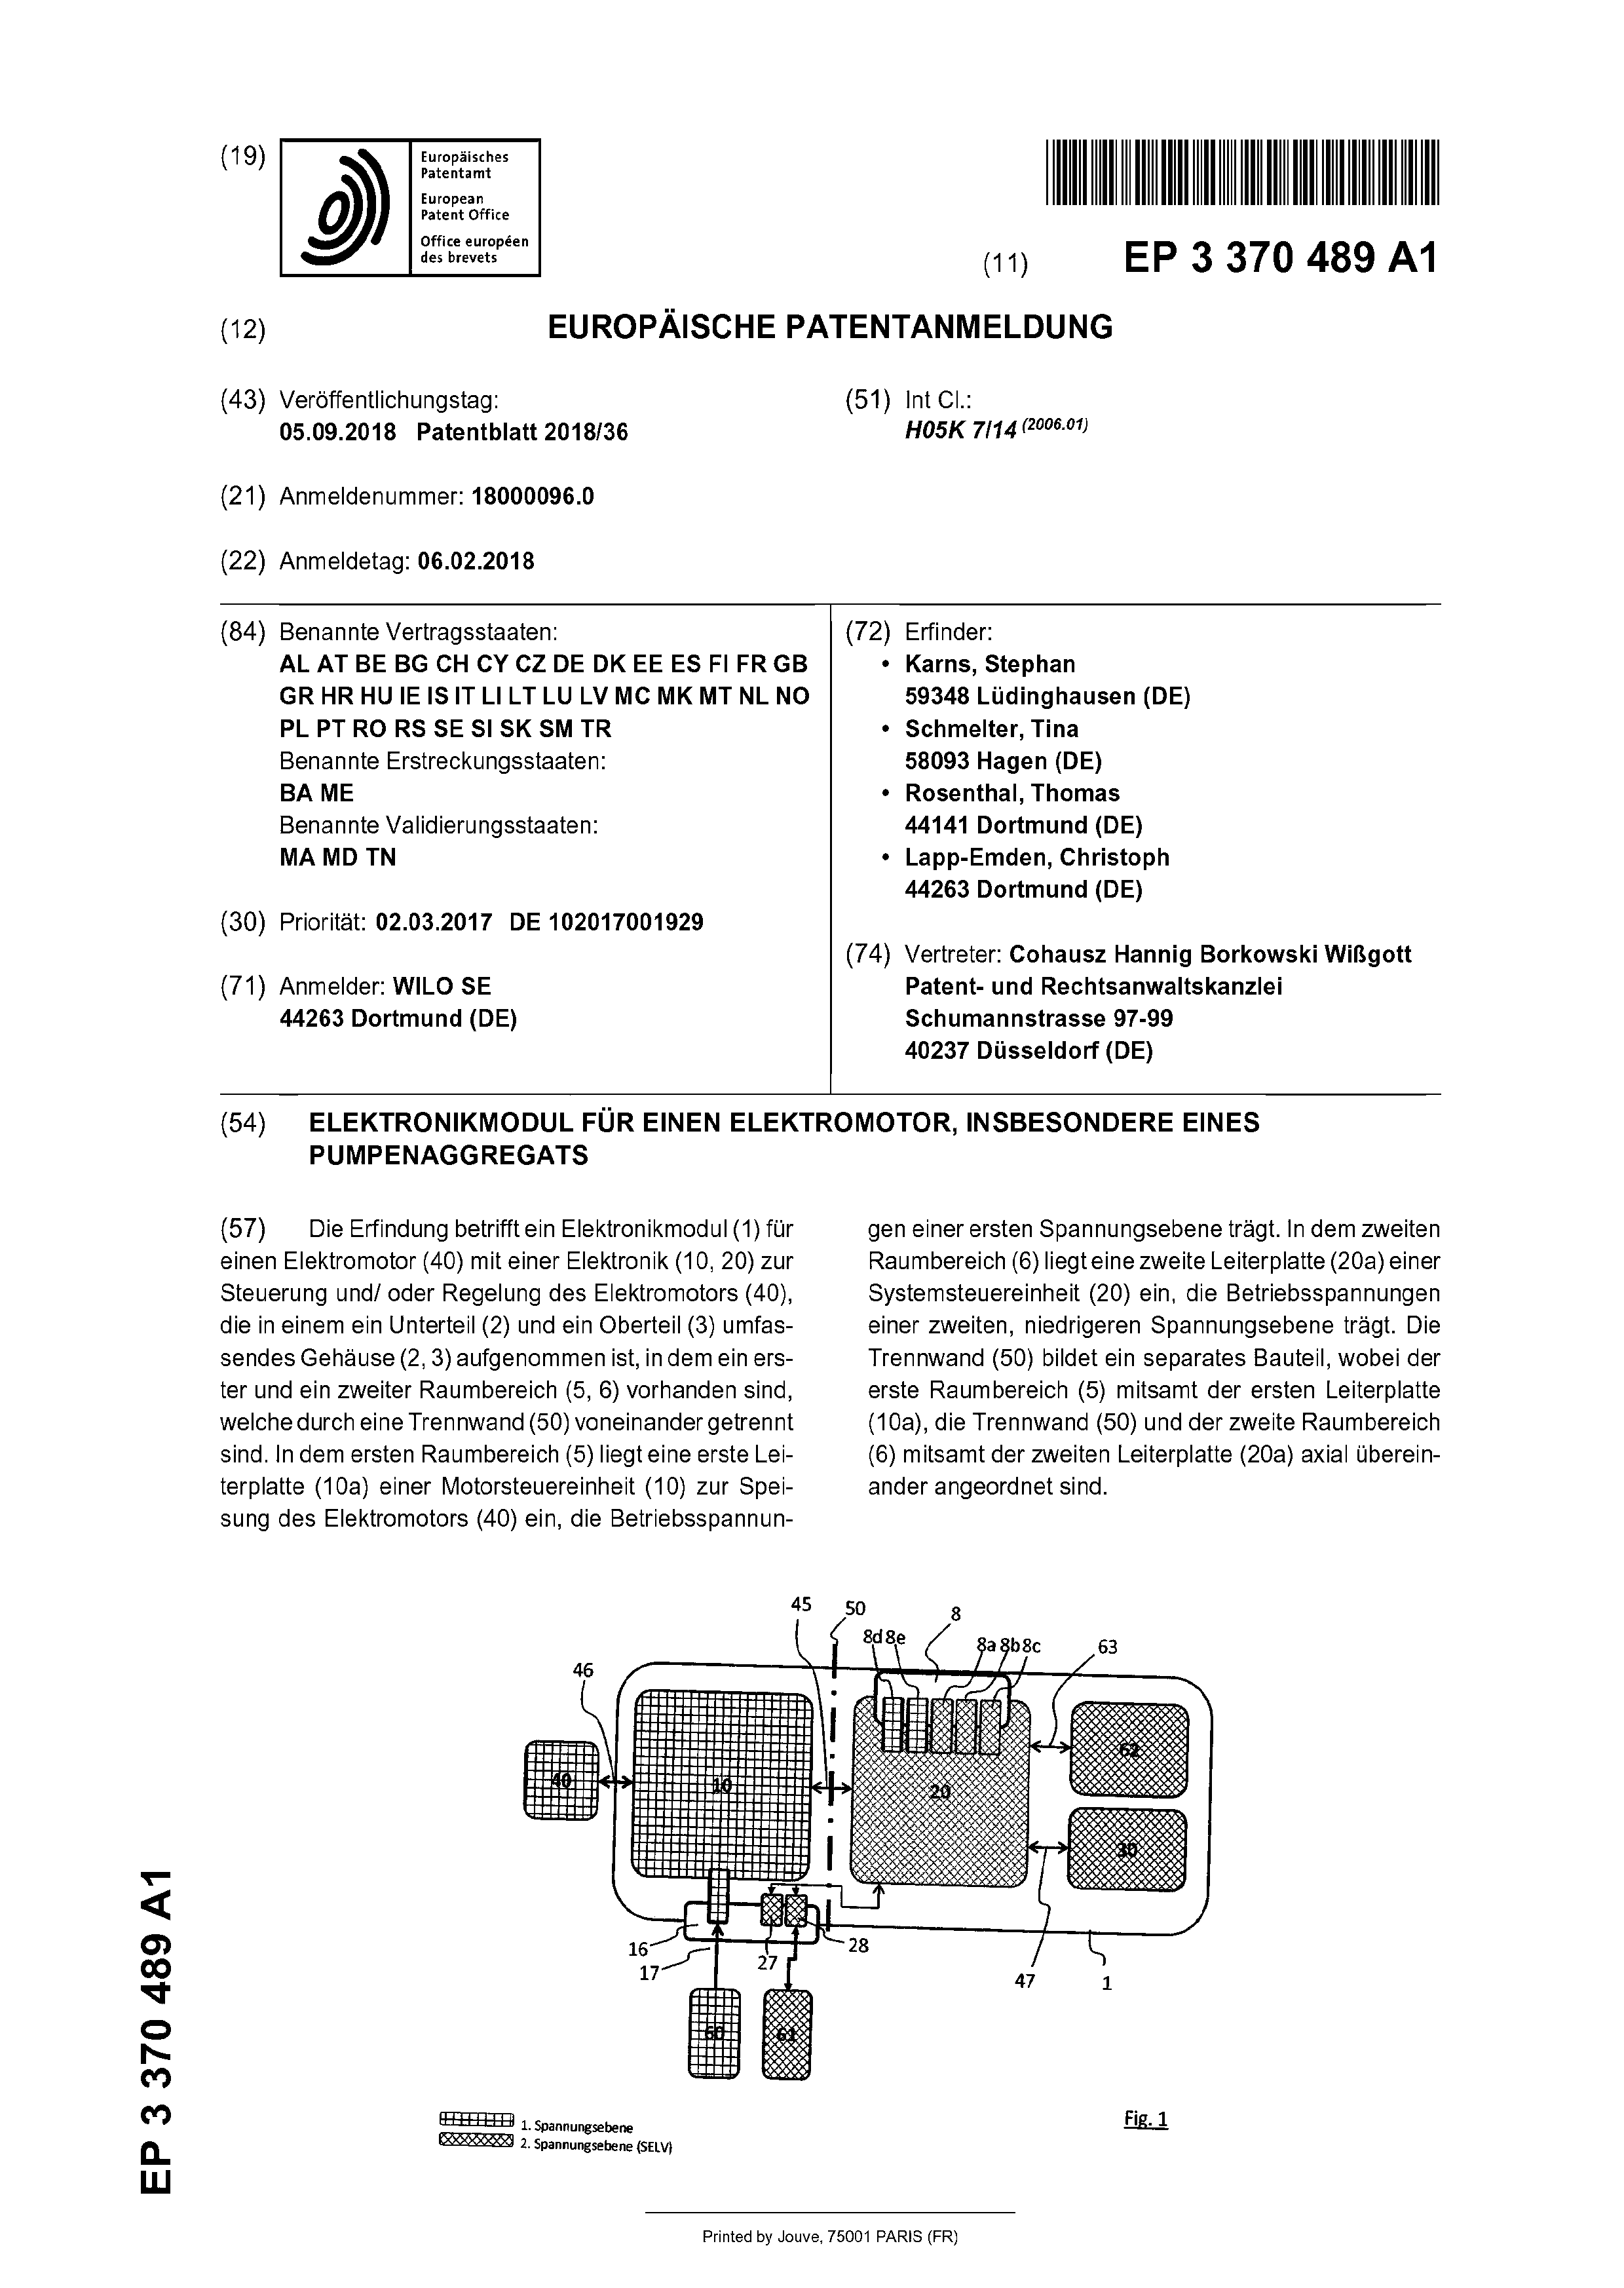 (19)
Europäisches
Patentamt
European
Patent Office
Office européen
des brevets
(11) EP 3 370 489 A1
(12) EUROPÄISCHE PATENTANMELDUNG
(43) Veröffentlichungstag:
05.09.2018 Patentblatt 2018/36
(51) Int Cl.:
H05K 7/14 (2006.01)
(21) Anmeldenummer: 18000096.0
(22) Anmeldetag: 06.02.2018
(84) Benannte Vertragsstaaten:
AL AT BE BG CH CY CZ DE DK EE ES FI FR GB
GR HR HU IE IS IT LI LT LU LV MC MK MT NL NO
PL PT RO RS SE SI SK SM TR
Benannte Erstreckungsstaaten:
BA ME
Benannte Validierungsstaaten:
MA MD TN
(30) Priorität: 02.03.2017 DE 102017001929
(71) Anmelder: WILO SE
44263 Dortmund (DE)
(72) Erfinder:
• Karns, Stephan
59348 Lüdinghausen (DE)
• Schmelter, Tina
58093 Hagen (DE)
• Rosenthal, Thomas
44141 Dortmund (DE)
• Lapp-Emden, Christoph
44263 Dortmund (DE)
(74) Vertreter: Cohausz Hannig Borkowski Wißgott
Patent- und Rechtsanwaltskanzlei
Schumannstrasse 97-99
40237 Düsseldorf (DE)
(54) ELEKTRONIKMODUL FÜR EINEN ELEKTROMOTOR, INSBESONDERE EINES
PUMPENAGGREGATS
(57) Die Erfindung betrifft ein Elektronikmodul (1) für
einen Elektromotor (40) mit einer Elektronik (10, 20) zur
Steuerung und/ oder Regelung des Elektromotors (40),
die in einem ein Unterteil (2) und ein Oberteil (3) umfas-
sendes Gehäuse (2, 3) aufgenommen ist, in dem ein ers-
ter und ein zweiter Raumbereich (5, 6) vorhanden sind,
welche durch eine Trennwand (50) voneinander getrennt
sind. In dem ersten Raumbereich (5) liegt eine erste Lei-
terplatte (10a) einer Motorsteuereinheit (10) zur Spei-
sung des Elektromotors (40) ein, die Betriebsspannun-
gen einer ersten Spannungsebene trägt. In dem zweiten
Raumbereich (6) liegt eine zweite Leiterplatte (20a) einer
Systemsteuereinheit (20) ein, die Betriebsspannungen
einer zweiten, niedrigeren Spannungsebene trägt. Die
Trennwand (50) bildet ein separates Bauteil, wobei der
erste Raumbereich (5) mitsamt der ersten Leiterplatte
(10a), die Trennwand (50) und der zweite Raumbereich
(6) mitsamt der zweiten Leiterplatte (20a) axial überein-
ander angeordnet sind.
45 50 8
8d 8e 8a 8b 8c 63
46
40 10 20 62
30
16 27 28
17 47 1
60 61
1. Spannungsebene
2. Spannungsebene (SELV)
Fig. 1
EP 3 370 489 A1
Printed by Jouve, 75001 PARIS (FR)